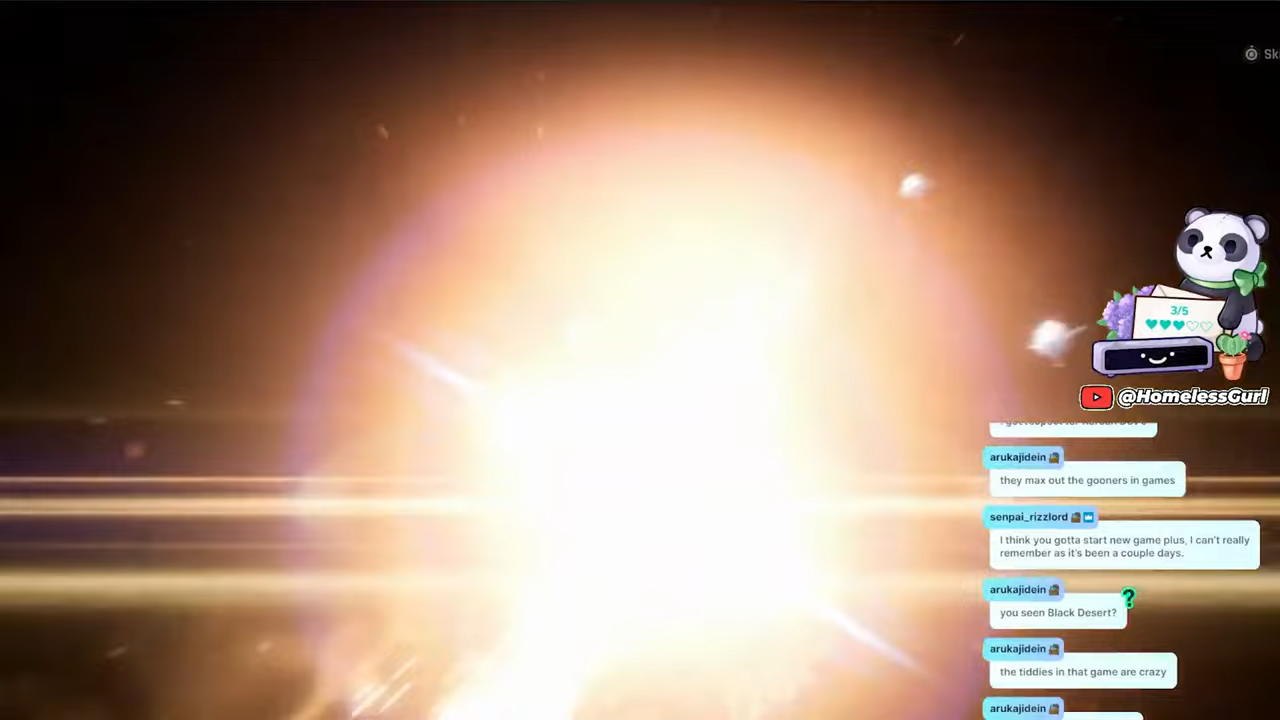 3/5
@HomelessGurl
arukajidein
they max out the gooners in games
senpai_rizzlord
I think you gotta start new game plus, I can't really
remember as it's been a couple days.
arukajidein
you seen Black Desert?
?
arukajidein
the tiddies in that game are crazy
arukajidein